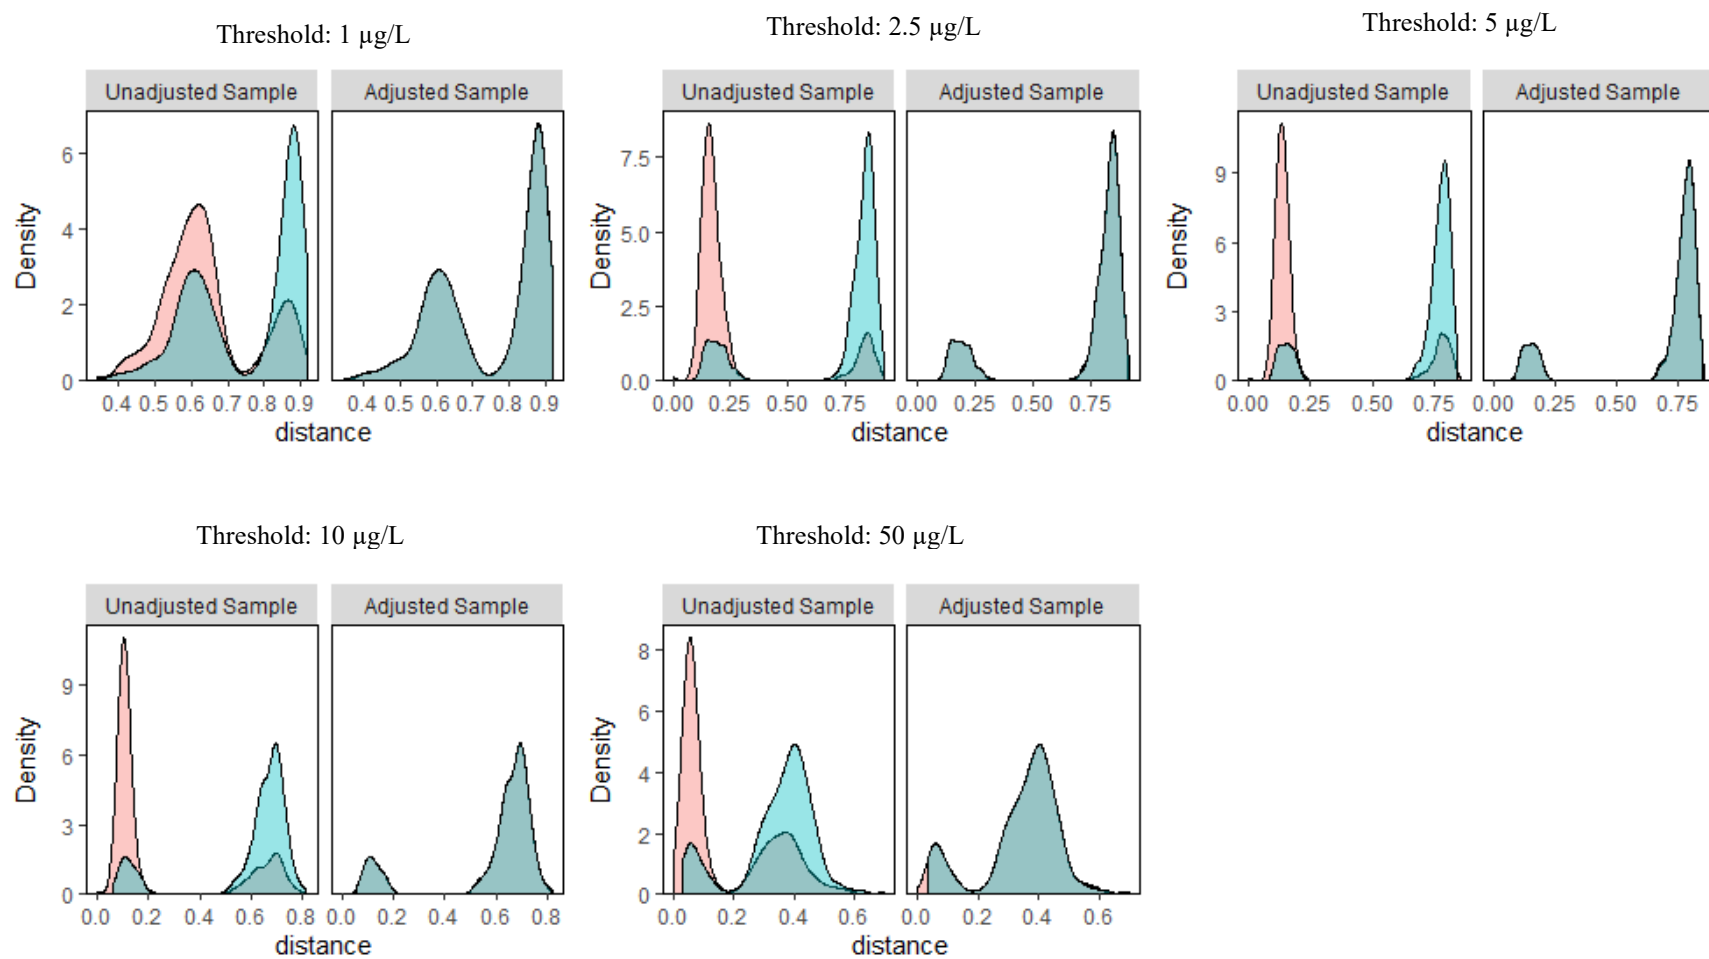 Threshold: 1 µg/L
Threshold: 2.5 µg/L
Threshold: 5 µg/L
Unadjusted Sample
Adjusted Sample
Density
6
4
2
0
0.4 0.5 0.6 0.7 0.8 0.9
0.4 0.5 0.6 0.7 0.8 0.9
distance
Unadjusted Sample
Adjusted Sample
Density
7.5
5.0
2.5
0.0
0.00 0.25 0.50 0.75
0.00 0.25 0.50 0.75
distance
Unadjusted Sample
Adjusted Sample
Density
9
6
3
0
0.00 0.25 0.50 0.75
0.00 0.25 0.50 0.75
distance
Threshold: 10 µg/L
Threshold: 50 µg/L
Unadjusted Sample
Adjusted Sample
Density
9
6
3
0
0.0 0.2 0.4 0.6 0.8
0.0 0.2 0.4 0.6 0.8
distance
Unadjusted Sample
Adjusted Sample
Density
8
6
4
2
0
0.0 0.2 0.4 0.6
0.0 0.2 0.4 0.6
distance